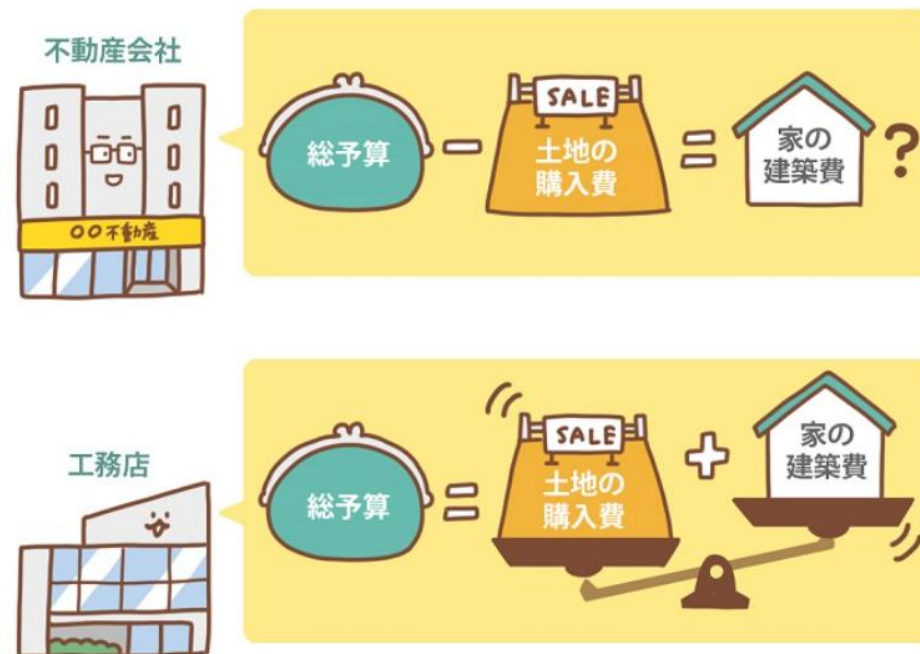 不動産会社
〇〇不動産
総予算
-
SALE
土地の
購入費
=
家の
建築費
?
工務店
総予算
=
SALE
土地の
購入費
+
家の
建築費